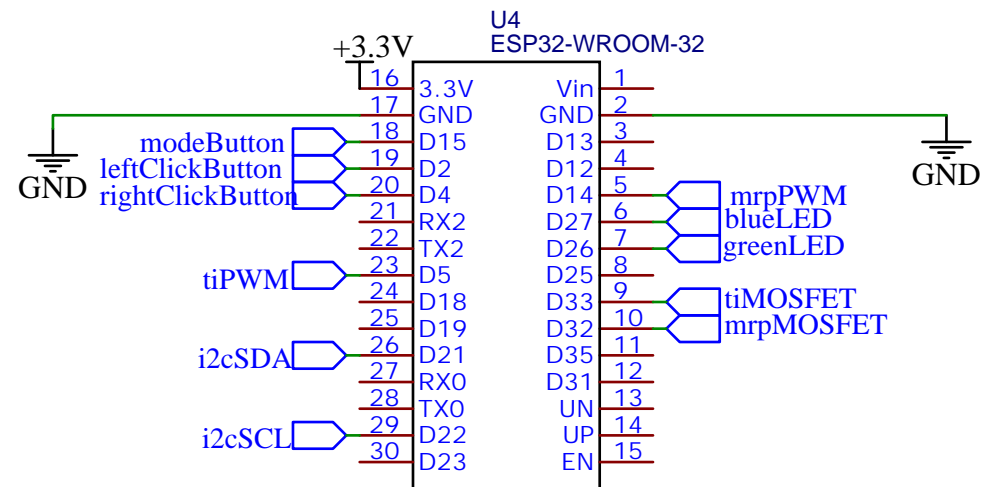 U4
ESP32-WROOM-32
+3.3V
16 3.3V Vin 1
17 GND GND 2
modeButton 18 D15 D13 3
leftClickButton 19 D2 D12 4
rightClickButton 20 D4 D14 5 mrpPWM
21 RX2 D27 6 blueLED
22 TX2 D26 7 greenLED
tiPWM 23 D5 D25 8
24 D18 D33 9 tiMOSFET
25 D19 D32 10 mrpMOSFET
i2cSDA 26 D21 D35 11
27 RX0 D31 12
28 TX0 UN 13
i2cSCL 29 D22 UP 14
30 D23 EN 15
GND
GND